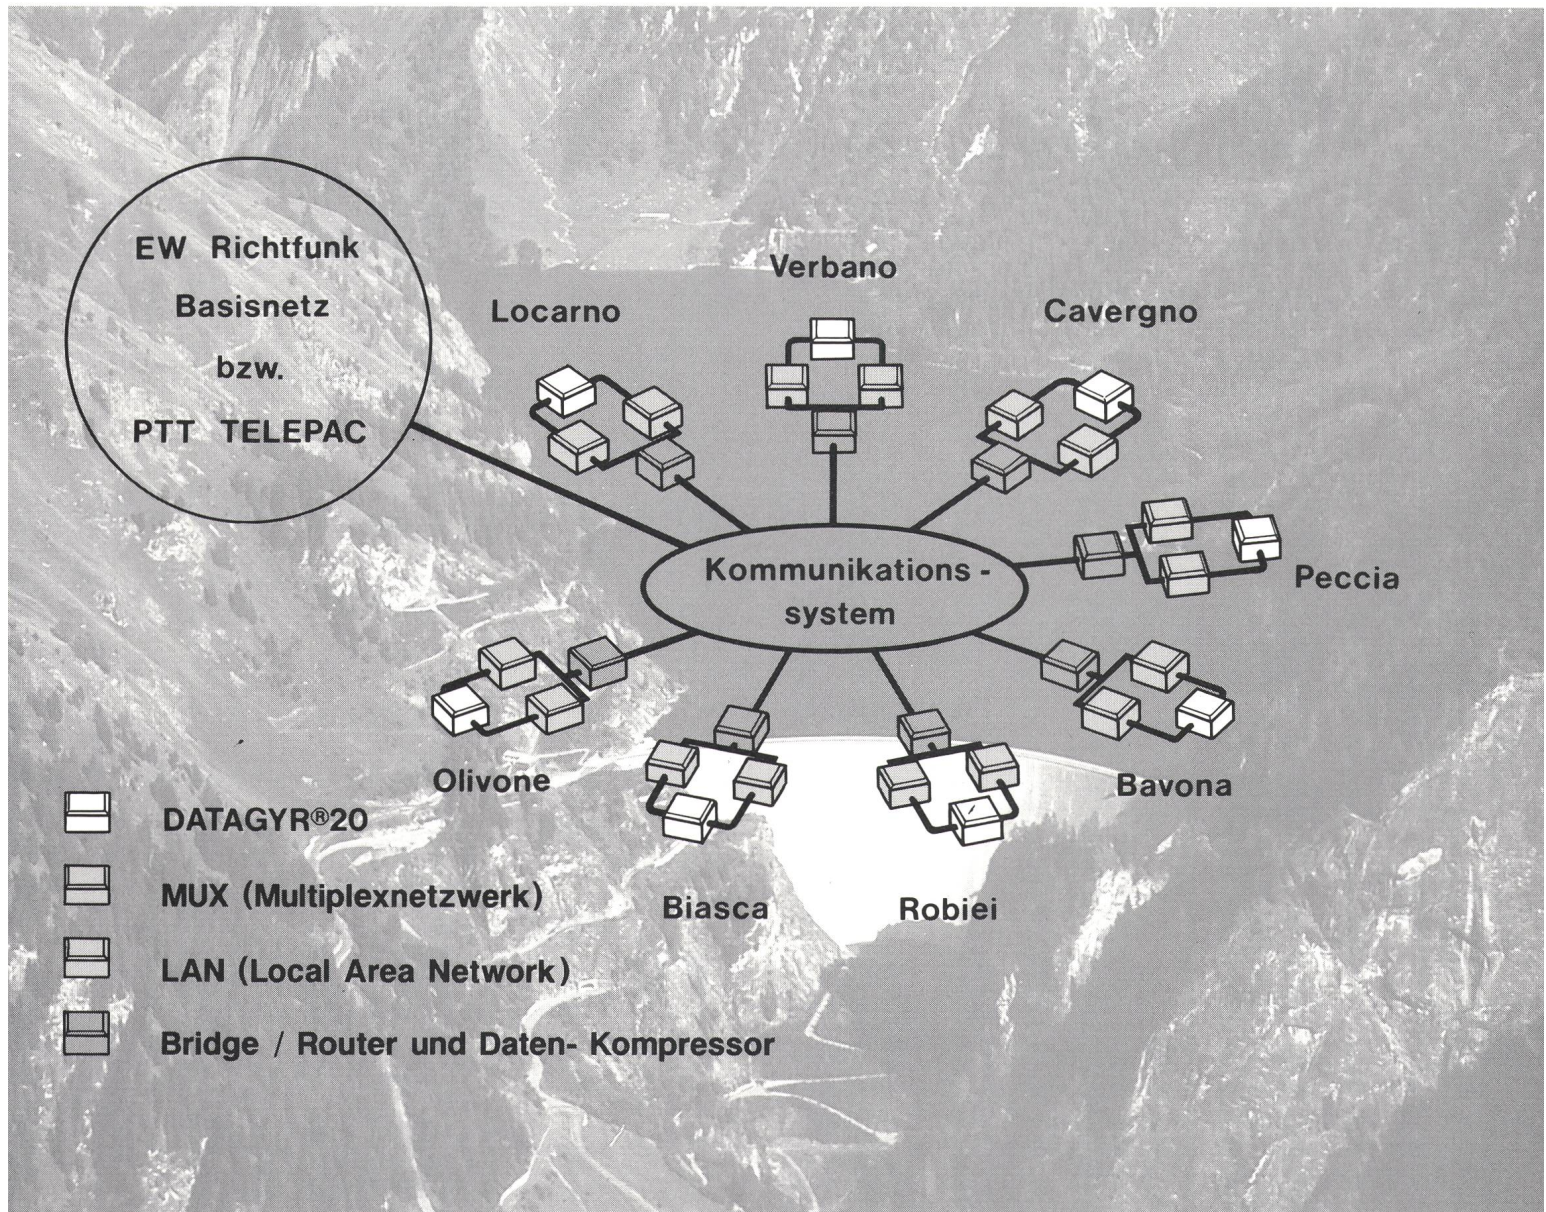 EW Richtfunk
Basisnetz
bzw.
PTT TELEPAC
Locarno
Verbano
Cavergno
Peccia
Kommunikations-
system
Olivone
Biasca
Robiei
Bavona
DATAGYR®20
MUX (Multiplexnetzwerk)
LAN (Local Area Network)
Bridge / Router und Daten- Kompressor